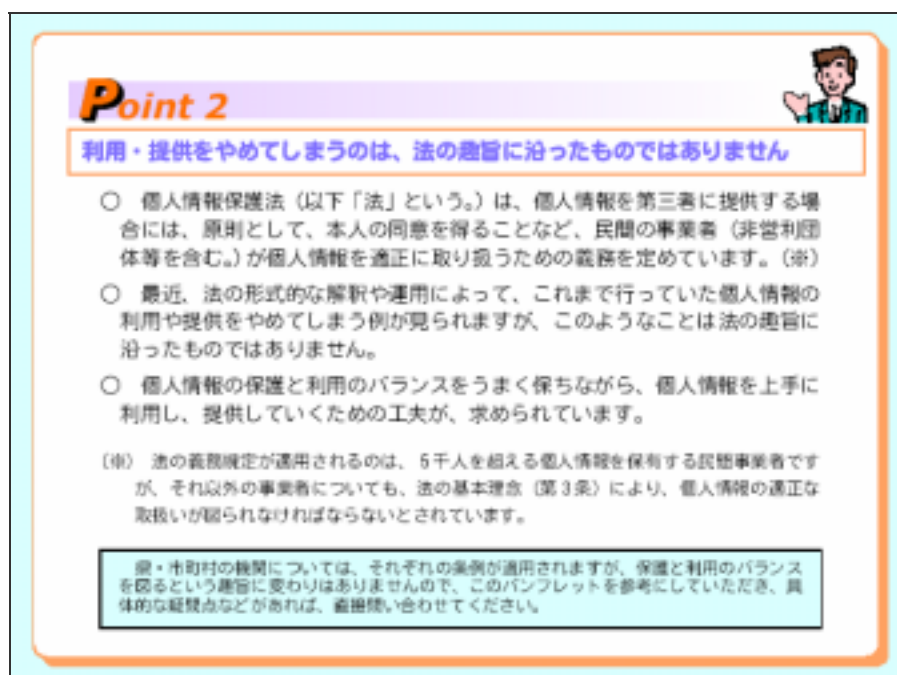 Point 2
利用・提供をやめてしまうのは、法の趣旨に沿ったものではありません
○　個人情報保護法（以下「法」という。）は、個人情報を第三者に提供する場
合には、原則として、本人の同意を得ることなど、民間の事業者（非営利団
体等を含む。）が個人情報を適正に取り扱うための義務を定めています。（※）
○　最近、法の形式的な解釈や運用によって、これまで行っていた個人情報の
利用や提供をやめてしまう例が見られますが、このようなことは法の趣旨に
沿ったものではありません。
○　個人情報の保護と利用のバランスをうまく保ちながら、個人情報を上手に
利用し、提供していくための工夫が、求められています。
（※）　法の義務規定が適用されるのは、５千人を超える個人情報を保有する民間事業者です
が、それ以外の事業者についても、法の基本理念（第３条）により、個人情報の適正な
取扱いが図られなければならないとされています。
県・市町村の機関については、それぞれの条例が適用されますが、保護と利用のバランス
を図るという趣旨に変わりはありませんので、このパンフレットを参考にしていただき、具
体的な疑問点などがあれば、直接問い合わせてください。